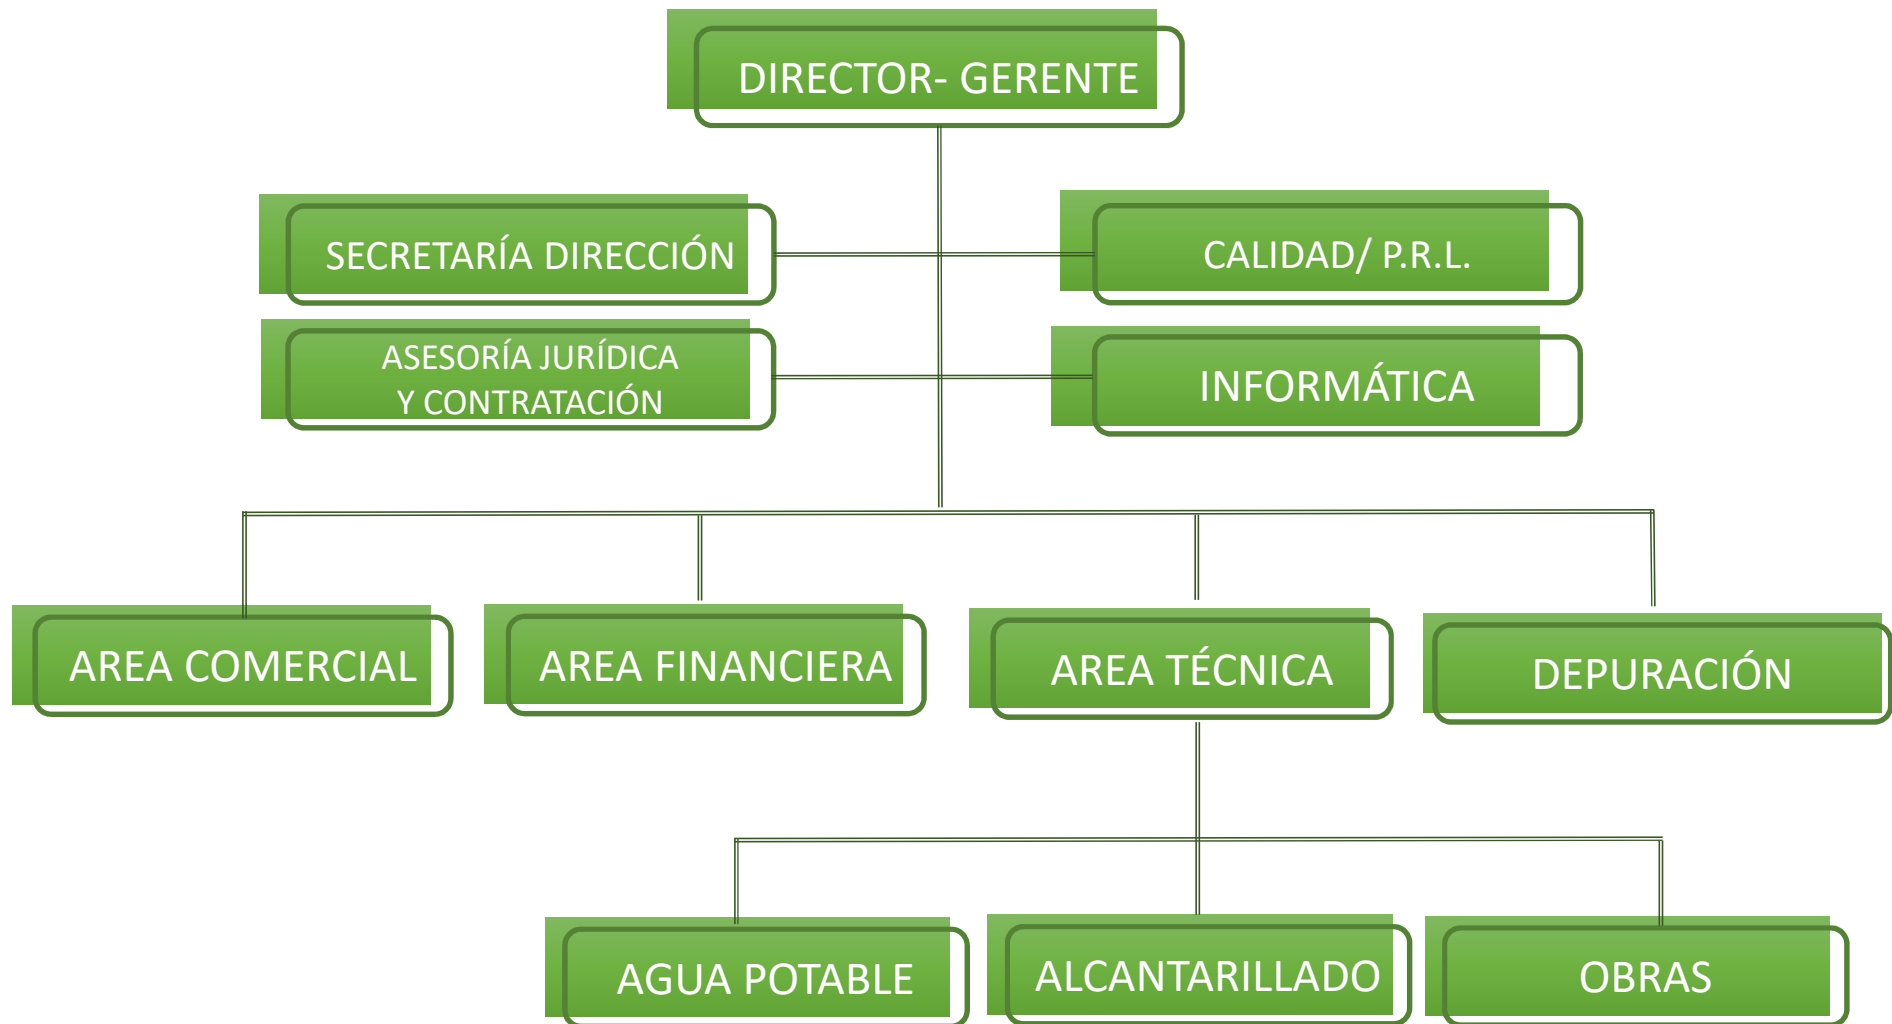 DIRECTOR- GERENTE
SECRETARÍA DIRECCIÓN
CALIDAD/ P.R.L.
ASESORÍA JURÍDICA
Y CONTRATACIÓN
INFORMÁTICA
AREA COMERCIAL
AREA FINANCIERA
AREA TÉCNICA
DEPURACIÓN
AGUA POTABLE
ALCANTARILLADO
OBRAS